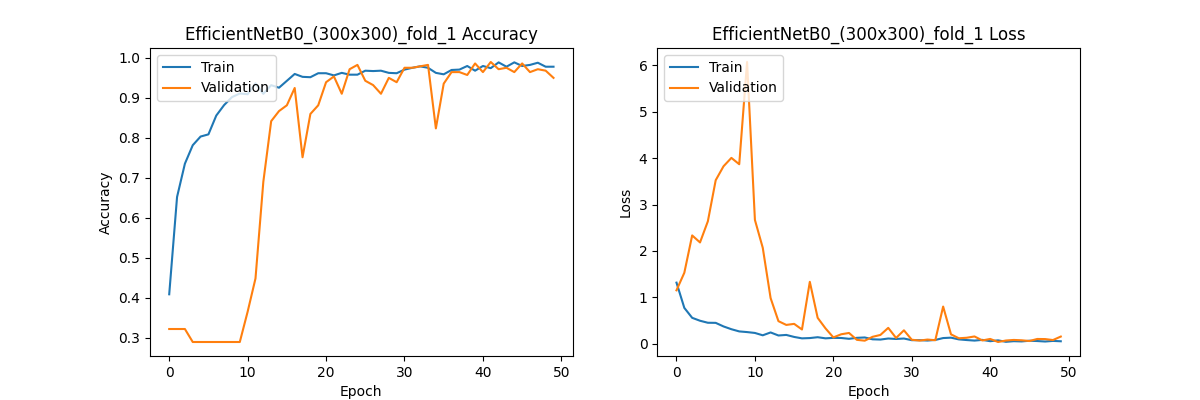 EfficientNetB0_(300x300)_fold_1 Accuracy
Train
Validation
1.0
0.9
0.8
0.7
0.6
0.5
0.4
0.3
Accuracy
0
10
20
30
40
50
Epoch
EfficientNetB0_(300x300)_fold_1 Loss
Train
Validation
6
5
4
3
2
1
0
Loss
0
10
20
30
40
50
Epoch